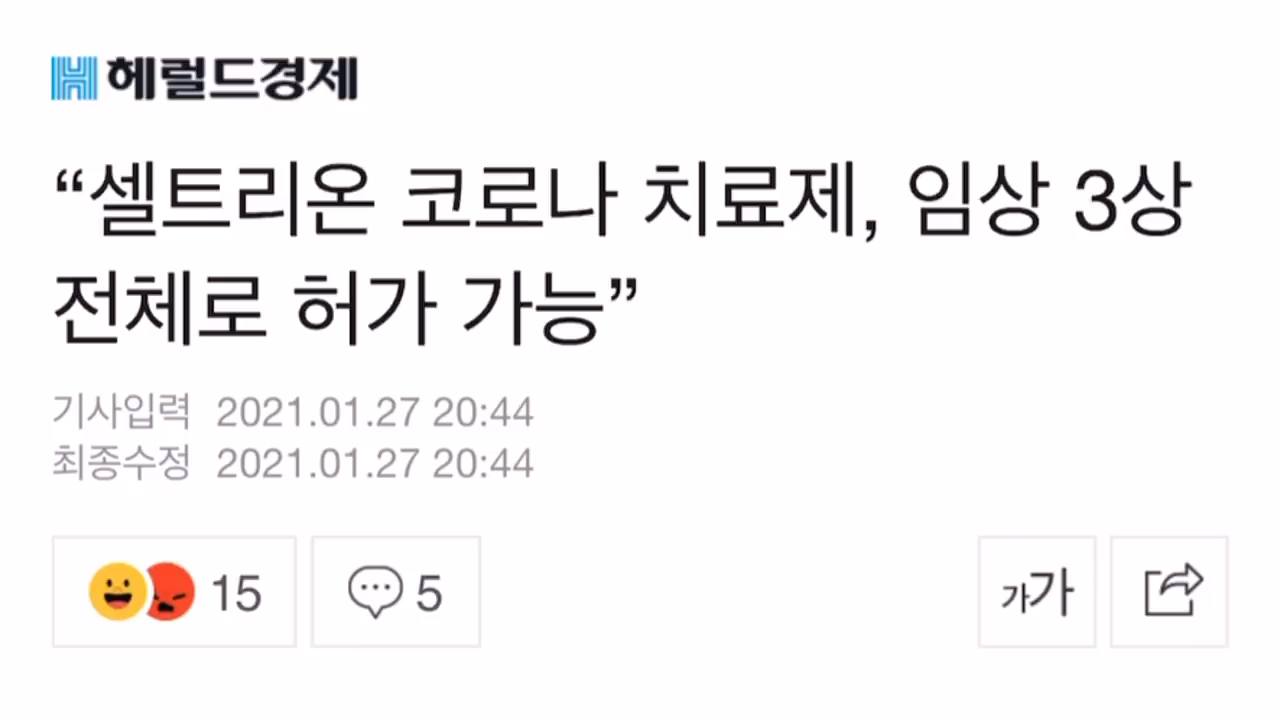 헤럴드경제
“셀트리온 코로나 치료제, 임상 3상
전체로 허가 가능”
기사입력 2021.01.27 20:44
최종수정 2021.01.27 20:44
15 5 가가